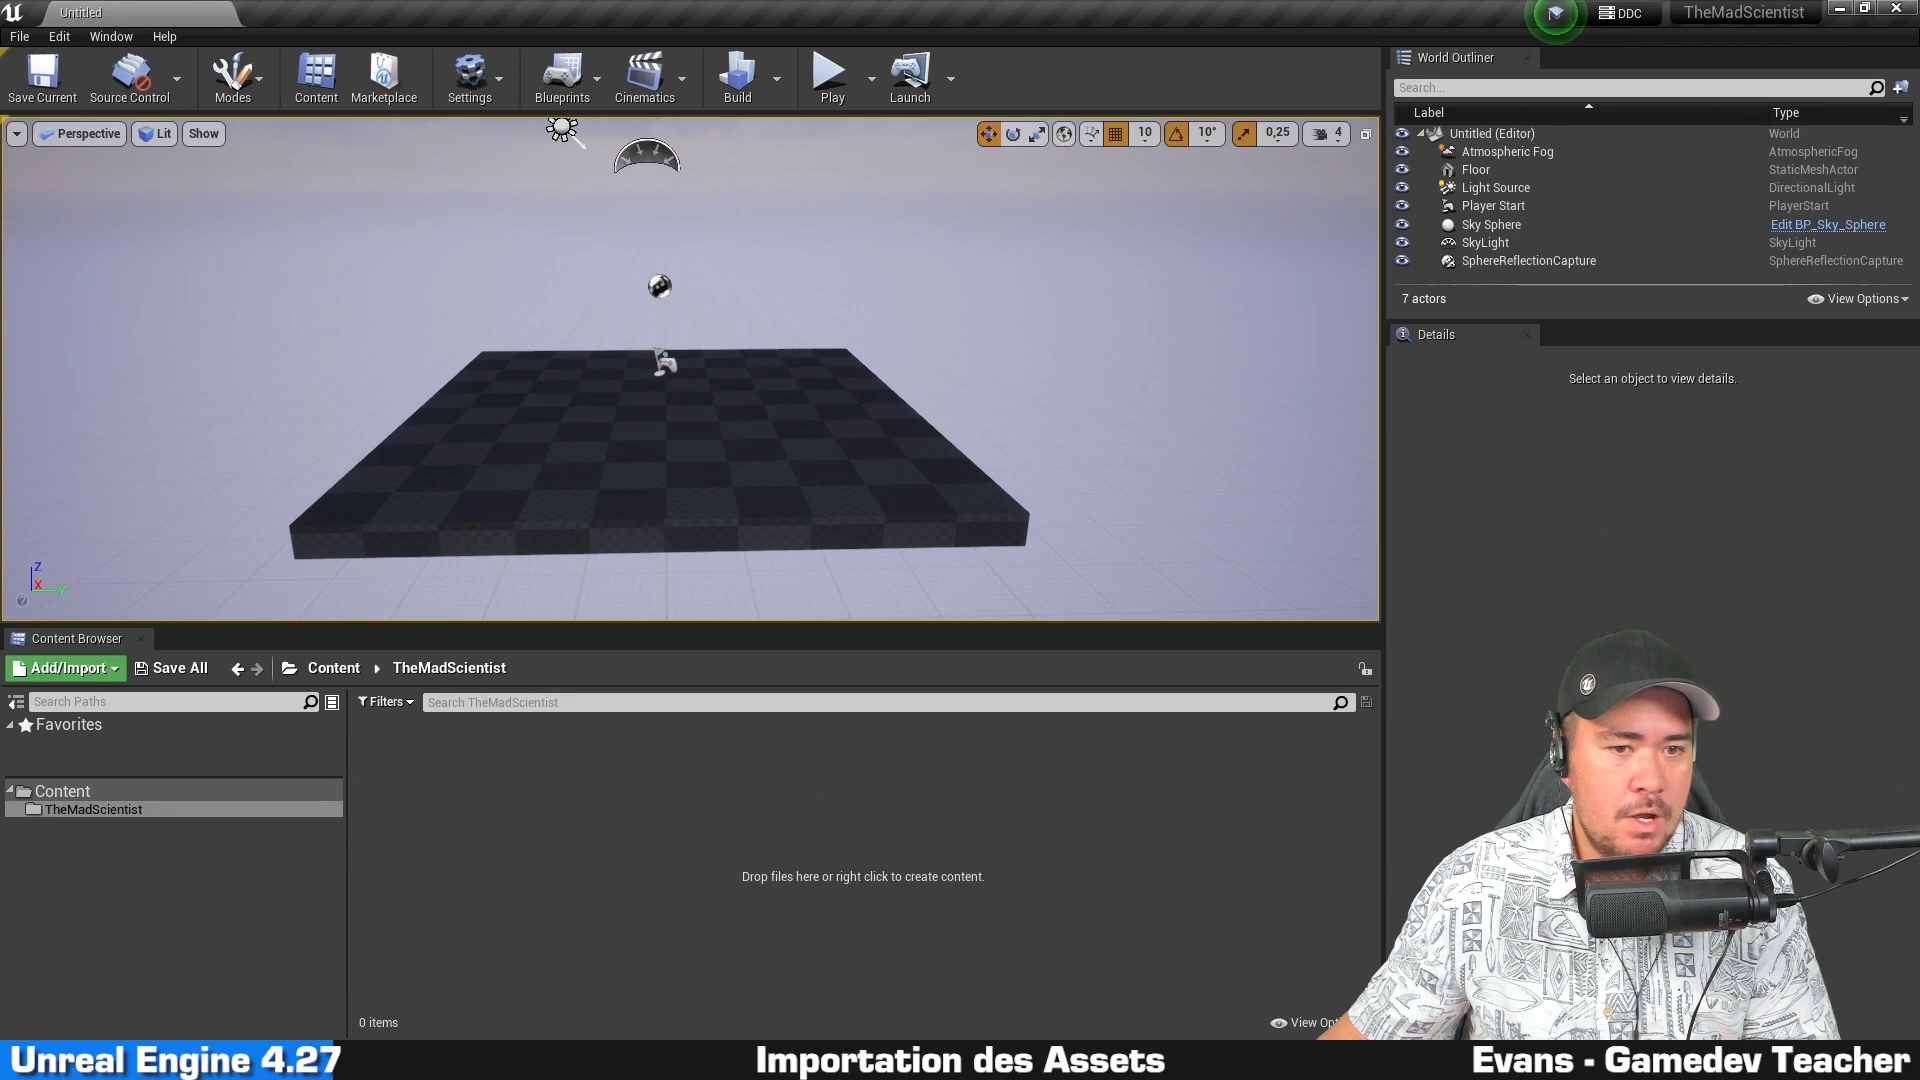 Untitled
DDC
TheMadScientist
File Edit Window Help
Save Current
Source Control
Modes
Content
Marketplace
Settings
Blueprints
Cinematics
Build
Play
Launch
Perspective
Lit
Show
10
10°
0,25
4
Z
X
Y
World Outliner
Search...
Label Type
Untitled (Editor) World
Atmospheric Fog AtmosphericFog
Floor StaticMeshActor
Light Source DirectionalLight
Player Start PlayerStart
Sky Sphere Edit BP_Sky_Sphere
SkyLight SkyLight
SphereReflectionCapture SphereReflectionCapture
7 actors
View Options
Details
Select an object to view details.
Content Browser
Add/Import
Save All
Content
TheMadScientist
Search Paths
Filters
Search TheMadScientist
Favorites
Content
TheMadScientist
Drop files here or right click to create content.
0 items
View Opt
Unreal Engine 4.27
Importation des Assets
Evans - Gamedev Teacher